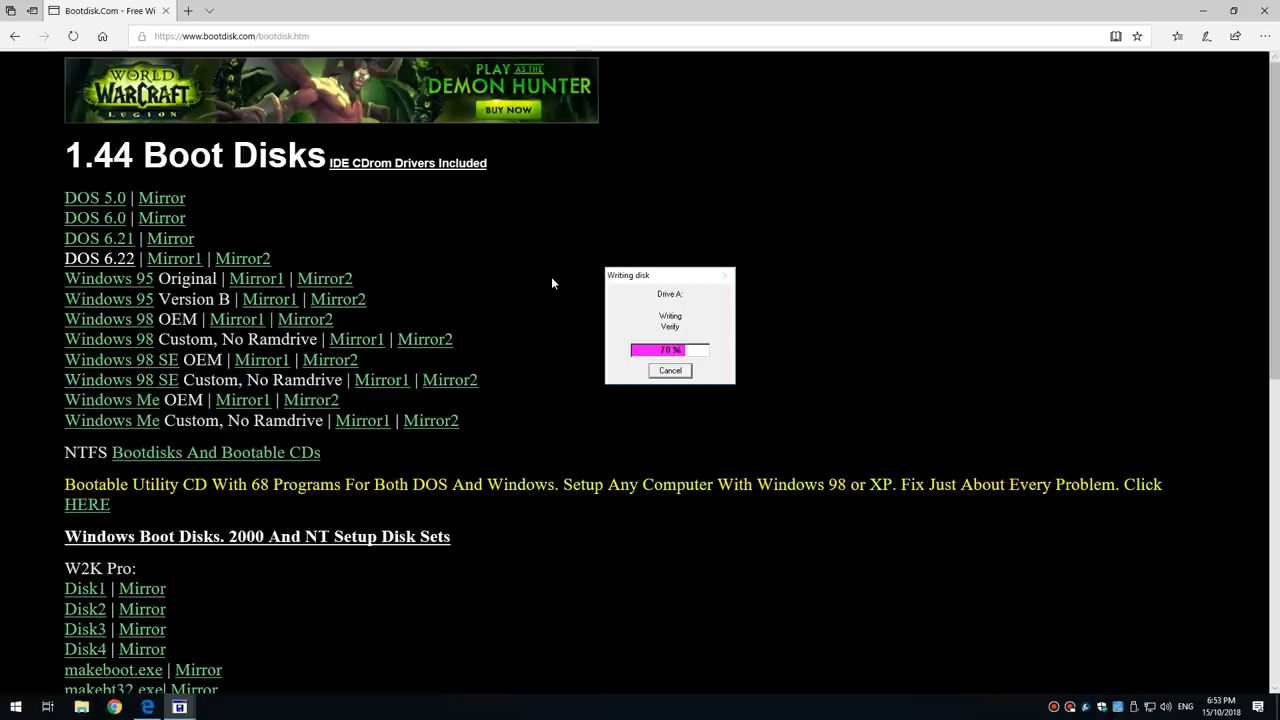 Bootdisk.Com - Free Wi
https://www.bootdisk.com/bootdisk.htm
WORLD
WARCRAFT
LEGION
PLAY AS THE
DEMON HUNTER
BUY NOW
1.44 Boot Disks IDE CDrom Drivers Included
DOS 5.0 | Mirror
DOS 6.0 | Mirror
DOS 6.21 | Mirror
DOS 6.22 | Mirror1 | Mirror2
Windows 95 Original | Mirror1 | Mirror2
Windows 95 Version B | Mirror1 | Mirror2
Windows 98 OEM | Mirror1 | Mirror2
Windows 98 Custom, No Ramdrive | Mirror1 | Mirror2
Windows 98 SE OEM | Mirror1 | Mirror2
Windows 98 SE Custom, No Ramdrive | Mirror1 | Mirror2
Windows Me OEM | Mirror1 | Mirror2
Windows Me Custom, No Ramdrive | Mirror1 | Mirror2
Writing disk
Drive A:
Writing
Verify
70 %
Cancel
NTFS Bootdisks And Bootable CDs
Bootable Utility CD With 68 Programs For Both DOS And Windows. Setup Any Computer With Windows 98 or XP. Fix Just About Every Problem. Click
HERE
Windows Boot Disks. 2000 And NT Setup Disk Sets
W2K Pro:
Disk1 | Mirror
Disk2 | Mirror
Disk3 | Mirror
Disk4 | Mirror
makeboot.exe | Mirror
makebt32.exe| Mirror
ENG
6:53 PM
15/10/2018